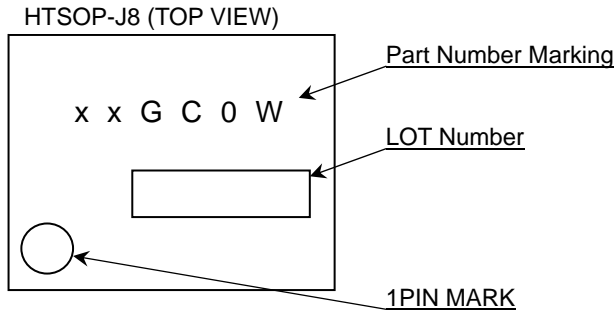 HTSOP-J8 (TOP VIEW)
Part Number Marking
x x G C 0 W
LOT Number
1PIN MARK